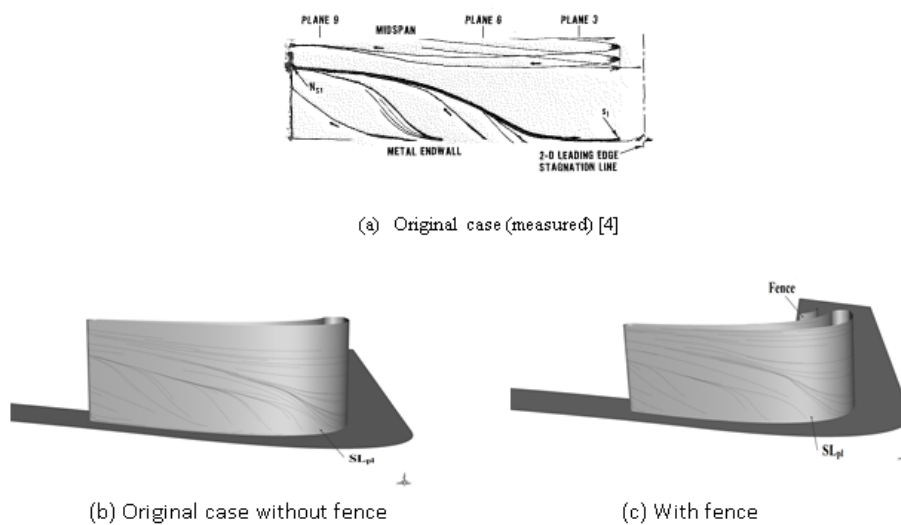 PLANE 9 PLANE 6 PLANE 3
MIDSPAN
NS1
S1
METAL ENDWALL
2-D LEADING EDGE
STAGNATION LINE
(a) Original case (measured) [4]
Fence
SLpl
SLpl
(b) Original case without fence
(c) With fence